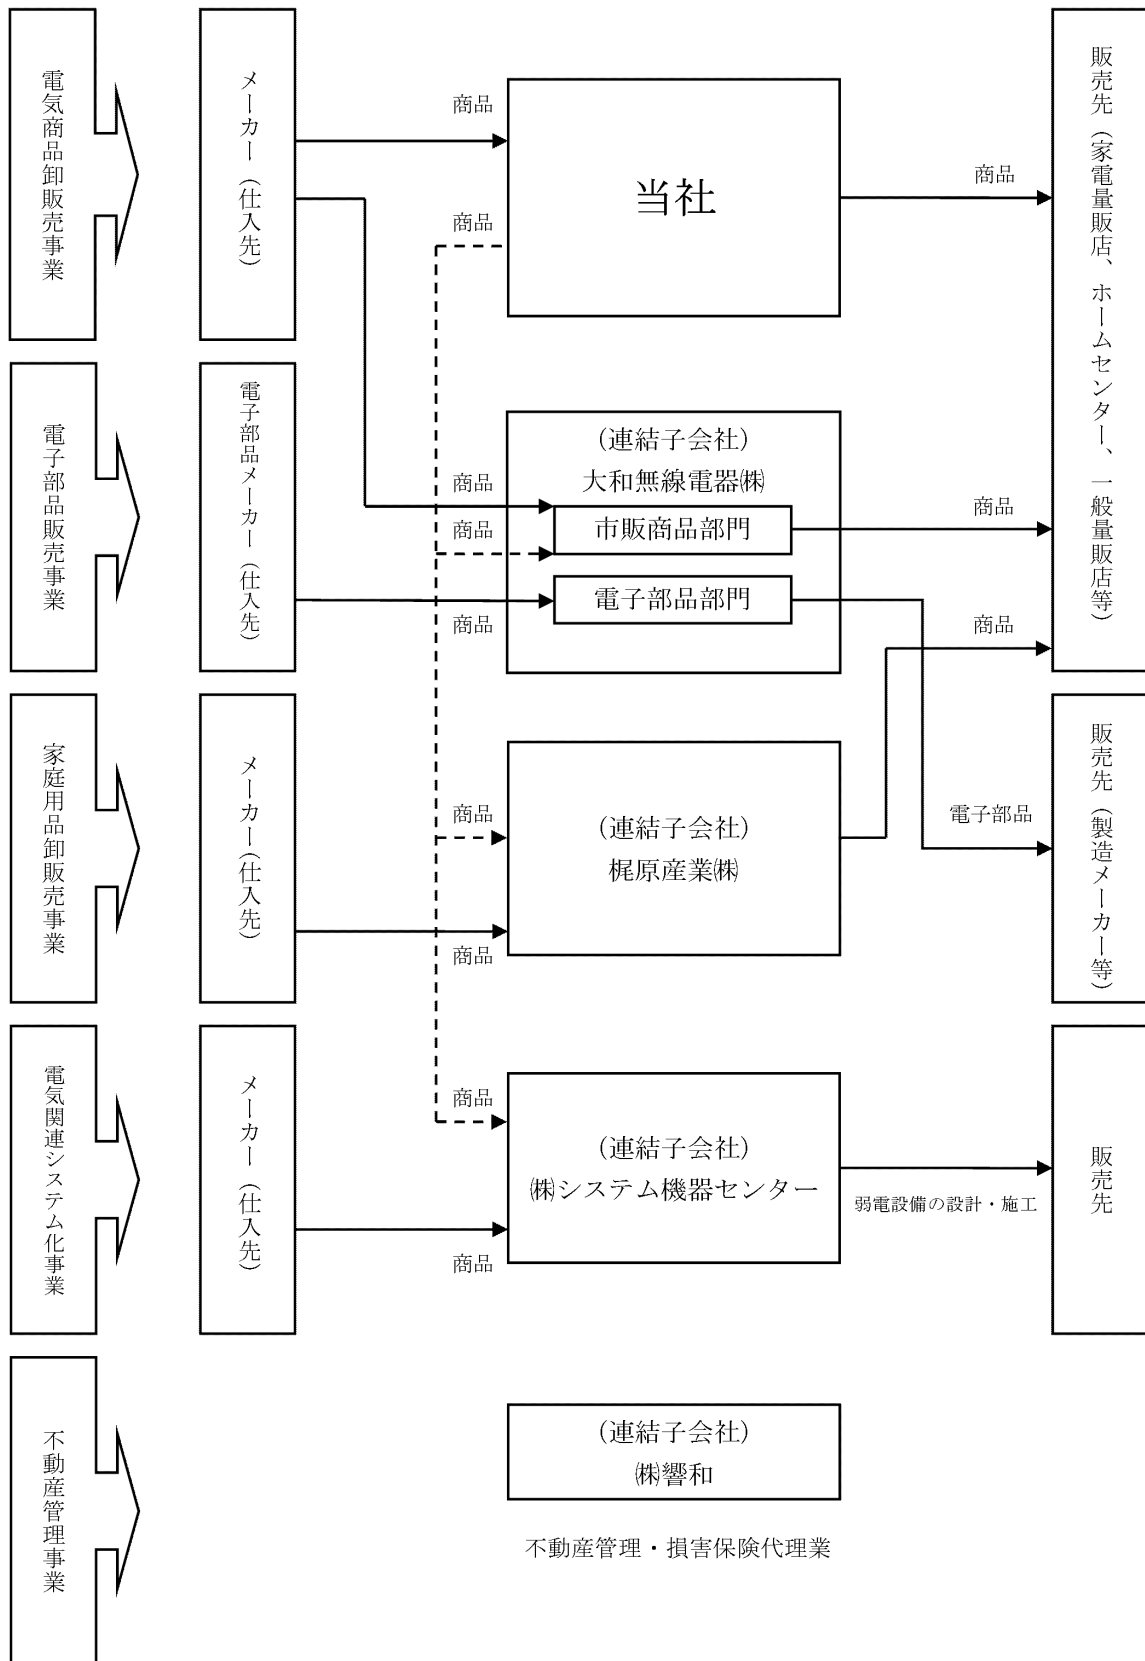 電気商品卸販売事業
メーカー（仕入先）
商品
当社
商品
商品
販売先（家電量販店、ホームセンター、一般量販店等）
電子部品販売事業
電子部品メーカー（仕入先）
（連結子会社）
大和無線電器㈱
商品
市販商品部門
商品
商品
電子部品部門
商品
商品
家庭用品卸販売事業
メーカー（仕入先）
商品
（連結子会社）
梶原産業㈱
商品
電子部品
販売先（製造メーカー等）
電気関連システム化事業
メーカー（仕入先）
商品
（連結子会社）
㈱システム機器センター
商品
弱電設備の設計・施工
販売先
不動産管理事業
（連結子会社）
㈱響和
不動産管理・損害保険代理業